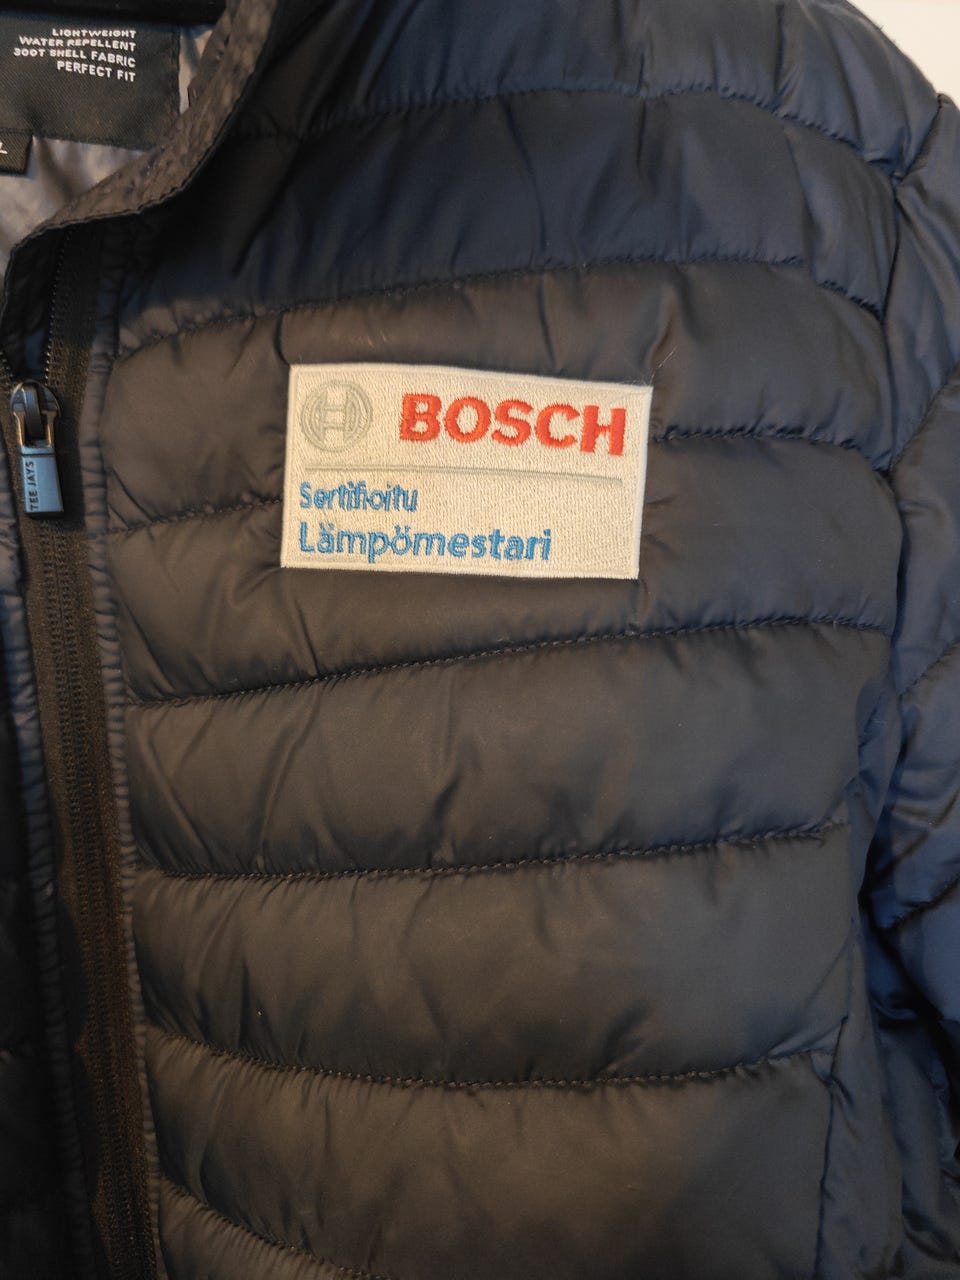 LIGHTWEIGHT
WATER REPELLENT
300T SHELL FABRIC
PERFECT FIT
BOSCH
Sertifioitu
Lämpömestari
TEE JAYS